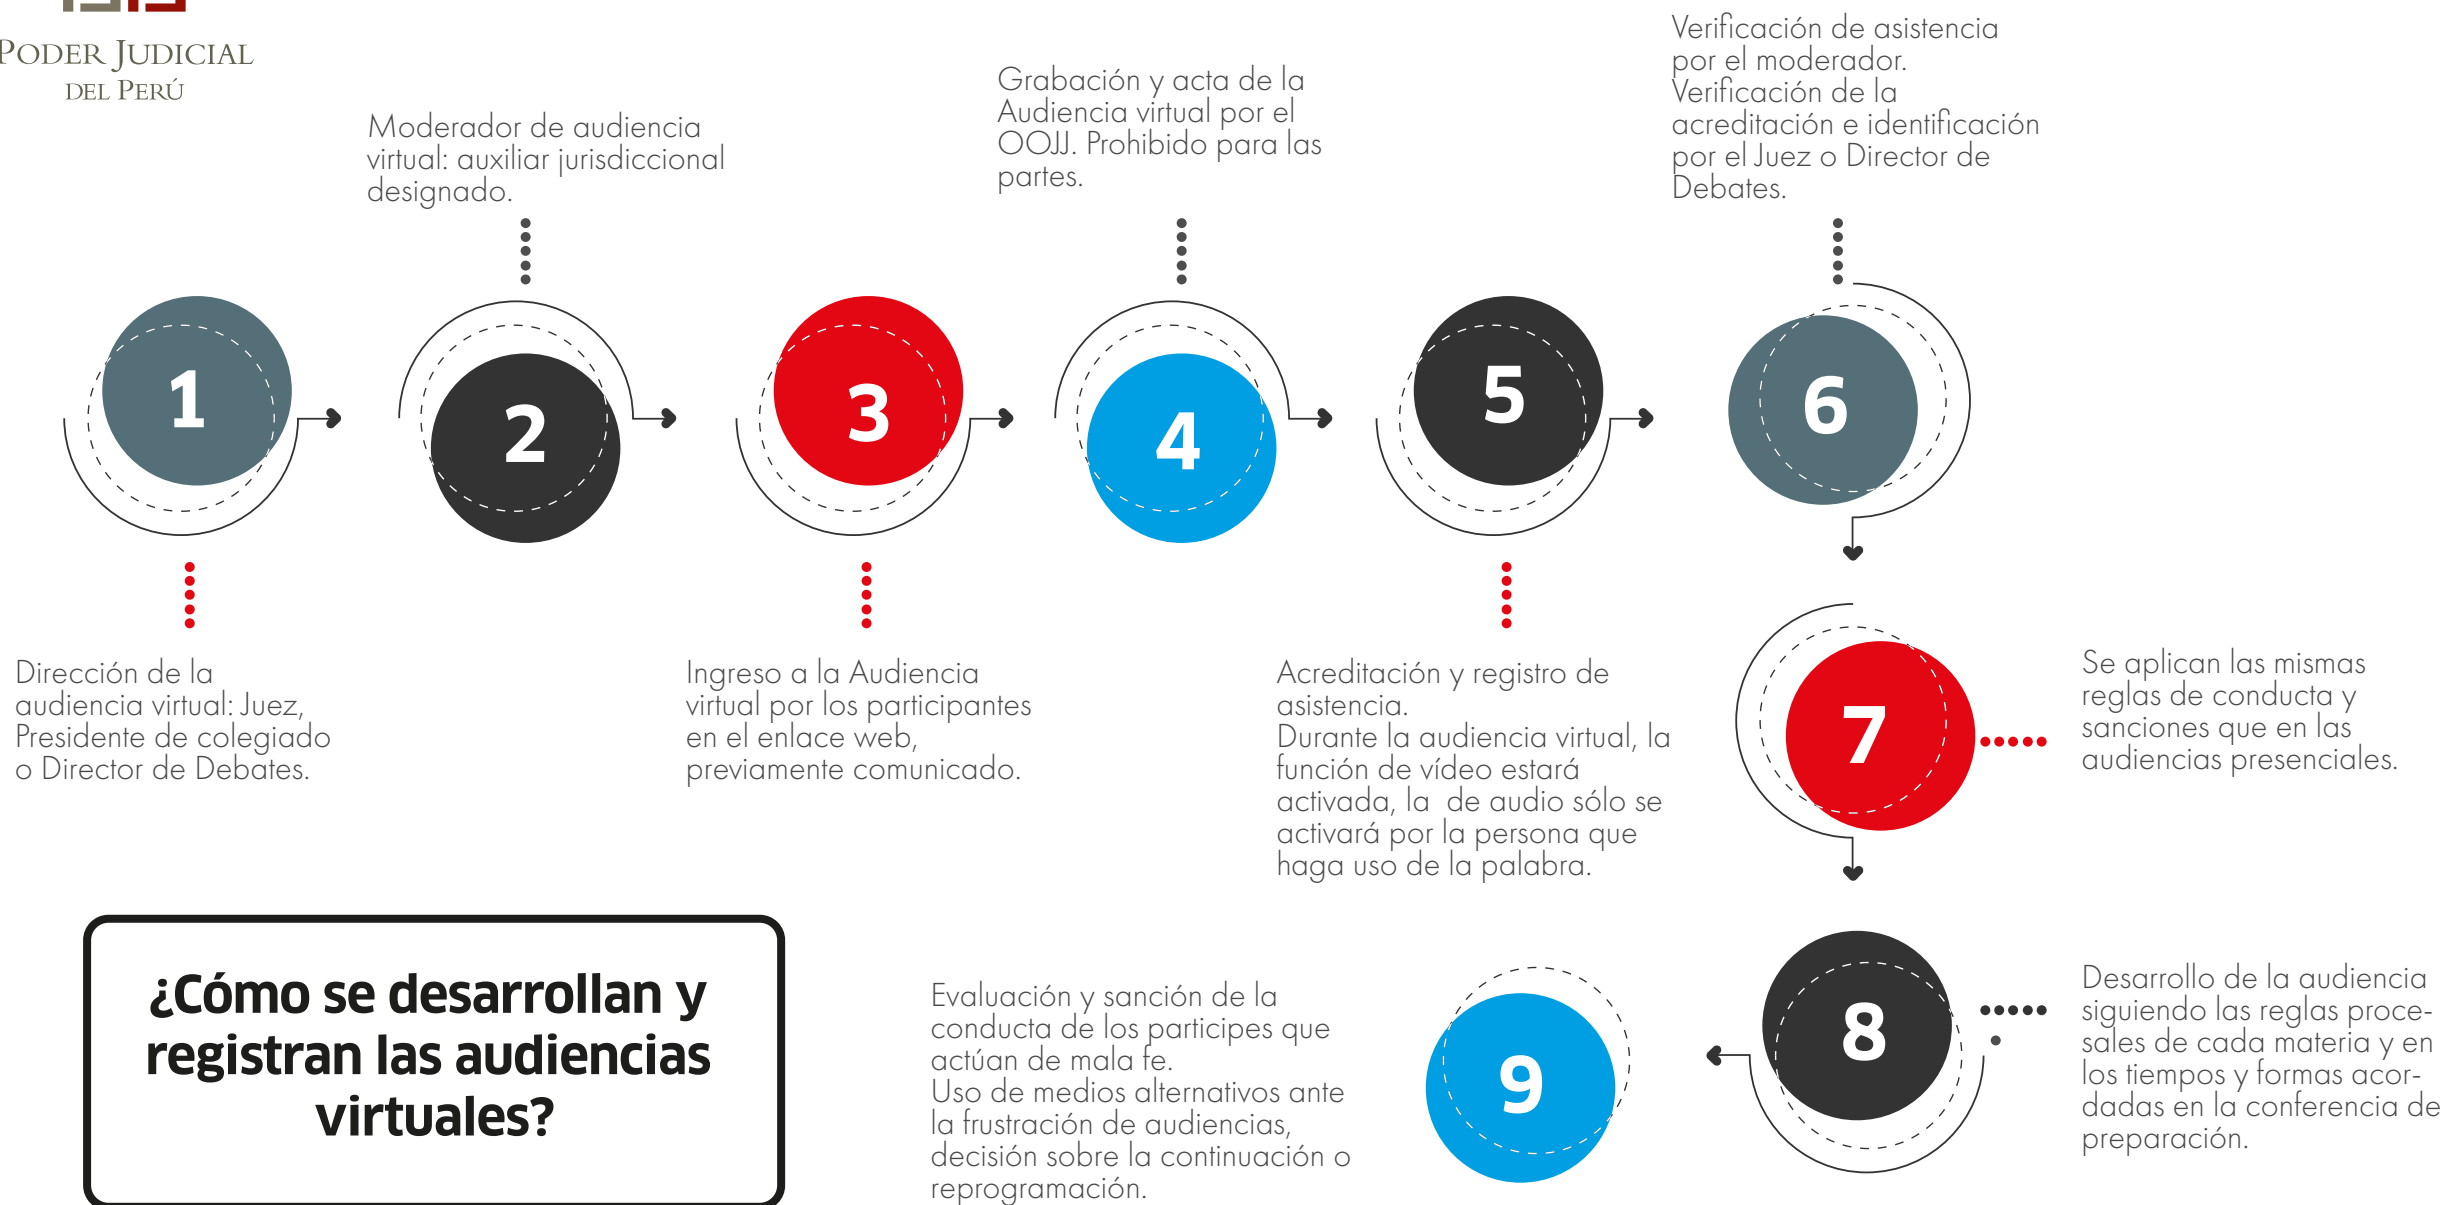 PODER JUDICIAL
DEL PERÚ
1
Dirección de la
audiencia virtual: Juez,
Presidente de colegiado
o Director de Debates.
Moderador de audiencia
virtual: auxiliar jurisdiccional
designado.
2
3
Ingreso a la Audiencia
virtual por los participantes
en el enlace web,
previamente comunicado.
Grabación y acta de la
Audiencia virtual por el
OOJJ. Prohibido para las
partes.
4
5
Acreditación y registro de
asistencia.
Durante la audiencia virtual, la
función de vídeo estará
activada, la de audio sólo se
activará por la persona que
haga uso de la palabra.
Verificación de asistencia
por el moderador.
Verificación de la
acreditación e identificación
por el Juez o Director de
Debates.
6
7
Se aplican las mismas
reglas de conducta y
sanciones que en las
audiencias presenciales.
8
Desarrollo de la audiencia
siguiendo las reglas proce-
sales de cada materia y en
los tiempos y formas acor-
dadas en la conferencia de
preparación.
9
Evaluación y sanción de la
conducta de los participes que
actúan de mala fe.
Uso de medios alternativos ante
la frustración de audiencias,
decisión sobre la continuación o
reprogramación.
¿Cómo se desarrollan y
registran las audiencias
virtuales?